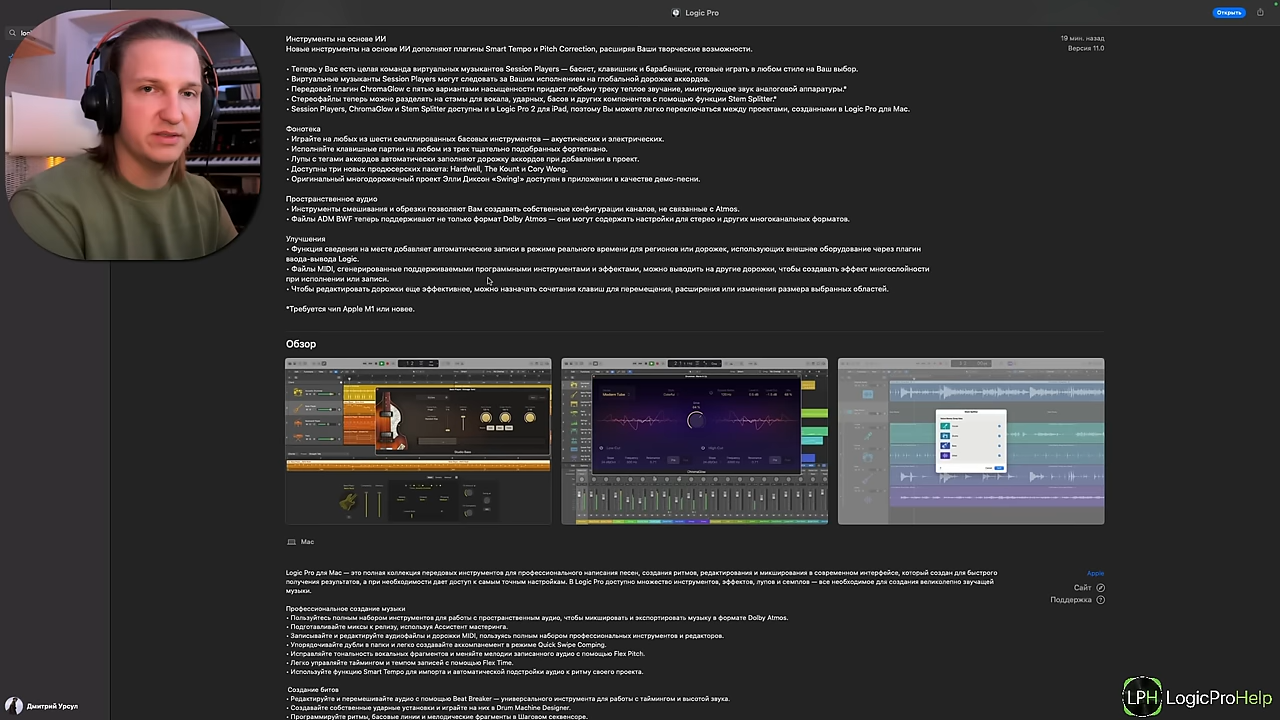 Logic Pro
Открыть
Инструменты на основе ИИ
19 мин. назад
Новые инструменты на основе ИИ дополняют плагины Smart Tempo и Pitch Correction, расширяя Ваши творческие возможности.
Версия 11.0
• Теперь у Вас есть целая команда виртуальных музыкантов Session Players — басист, клавишник и барабанщик, готовые играть в любом стиле на Ваш выбор.
• Виртуальные музыканты Session Players могут следовать за Вашим исполнением на глобальной дорожке аккордов.
• Передовой плагин ChromaGlow с пятью вариантами насыщенности придаст любому треку теплое звучание, имитирующее звук аналоговой аппаратуры.*
• Стереофайлы теперь можно разделять на стэмы для вокала, ударных, басов и других компонентов с помощью функции Stem Splitter.*
• Session Players, ChromaGlow и Stem Splitter доступны и в Logic Pro 2 для iPad, поэтому Вы можете легко переключаться между проектами, созданными в Logic Pro для Mac.
Фонотека
• Играйте на любых из шести семплированных басовых инструментов — акустических и электрических.
• Исполняйте клавишные партии на любом из трех тщательно подобранных фортепиано.
• Лупы с тегами аккордов автоматически заполняют дорожку аккордов при добавлении в проект.
• Доступны три новых продюсерских пакета: Hardwell, The Kount и Cory Wong.
• Оригинальный многодорожечный проект Элли Диксон «Swing!» доступен в приложении в качестве демо-песни.
Пространственное аудио
• Инструменты смешивания и обрезки позволяют Вам создавать собственные конфигурации каналов, не связанные с Atmos.
• Файлы ADM BWF теперь поддерживают не только формат Dolby Atmos — они могут содержать настройки для стерео и других многоканальных форматов.
Улучшения
• Функция сведения на месте добавляет автоматические записи в режиме реального времени для регионов или дорожек, использующих внешнее оборудование через плагин
ввода-вывода Logic.
• Файлы MIDI, сгенерированные поддерживаемыми программными инструментами и эффектами, можно выводить на другие дорожки, чтобы создавать эффект многослойности
при исполнении или записи.
• Чтобы редактировать дорожки еще эффективнее, можно назначать сочетания клавиш для перемещения, расширения или изменения размера выбранных областей.
*Требуется чип Apple M1 или новее.
Обзор
ChromaGlow
Mac
Logic Pro для Mac — это полная коллекция передовых инструментов для профессионального написания песен, создания ритмов, редактирования и микширования в современном интерфейсе, который создан для быстрого
получения результатов, а при необходимости дает доступ к самым точным настройкам. В Logic Pro доступно множество инструментов, эффектов, лупов и семплов — все необходимое для создания великолепно звучащей
музыки.
Apple
Сайт
Поддержка
Профессиональное создание музыки
• Пользуйтесь полным набором инструментов для работы с пространственным аудио, чтобы микшировать и экспортировать музыку в формате Dolby Atmos.
• Подготавливайте миксы к релизу, используя Ассистент мастеринга.
• Записывайте и редактируйте аудиофайлы и дорожки MIDI, пользуясь полным набором профессиональных инструментов и редакторов.
• Упорядочивайте дубли в папки и легко создавайте аккомпанемент в режиме Quick Swipe Comping.
• Исправляйте тональность вокальных фрагментов и меняйте мелодии записанного аудио с помощью Flex Pitch.
• Легко управляйте таймингом и темпом записей с помощью Flex Time.
• Используйте функцию Smart Tempo для импорта и автоматической подстройки аудио к ритму своего проекта.
Создание битов
• Редактируйте и перемешивайте аудио с помощью Beat Breaker — универсального инструмента для работы с таймингом и высотой звука.
• Создавайте собственные ударные установки и играйте на них в Drum Machine Designer.
• Программируйте ритмы, басовые линии и мелодические фрагменты в Шаговом секвенсоре.
Дмитрий Урсул
LPH LogicProHelp